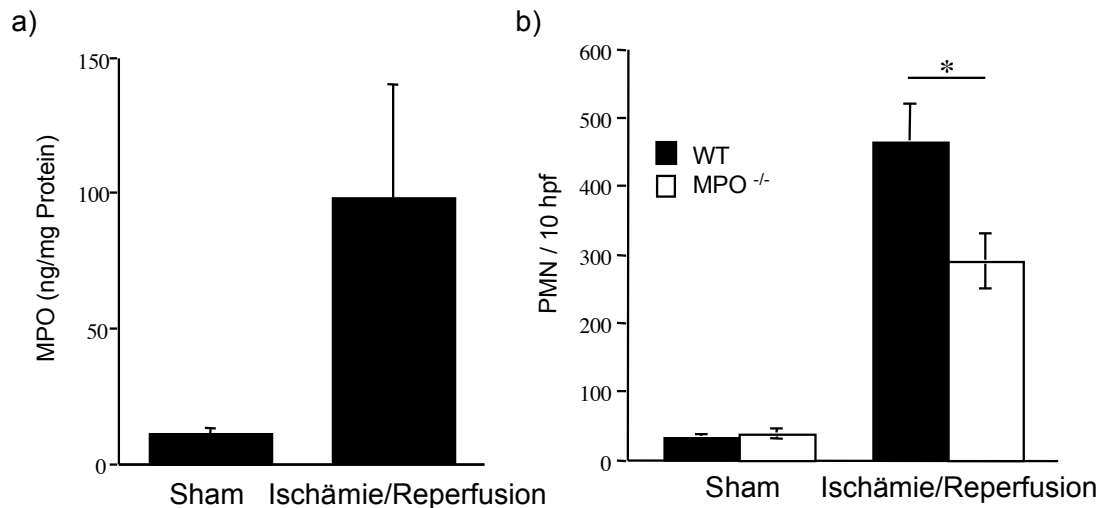 a)
150
100
50
0
MPO (ng/mg Protein)
Sham Ischämie/Reperfusion
b)
600
500
400
300
200
100
0
PMN / 10 hpf
WT
MPO -/-
*
Sham Ischämie/Reperfusion